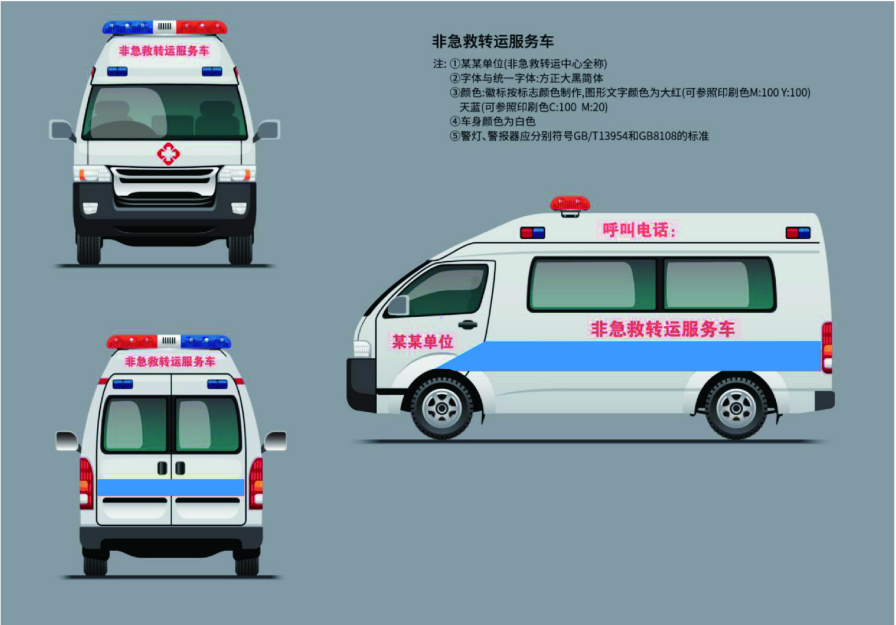 非急救转运服务车
非急救转运服务车
注: ①某某单位(非急救转运中心全称)
②字体与统一字体:方正大黑简体
③颜色:徽标按标志颜色制作,图形文字颜色为大红(可参照印刷色M:100 Y:100)
天蓝(可参照印刷色C:100 M:20)
④车身颜色为白色
⑤警灯、警报器应分别符号GB/T13954和GB8108的标准
呼叫电话:
非急救转运服务车
某某单位
非急救转运服务车